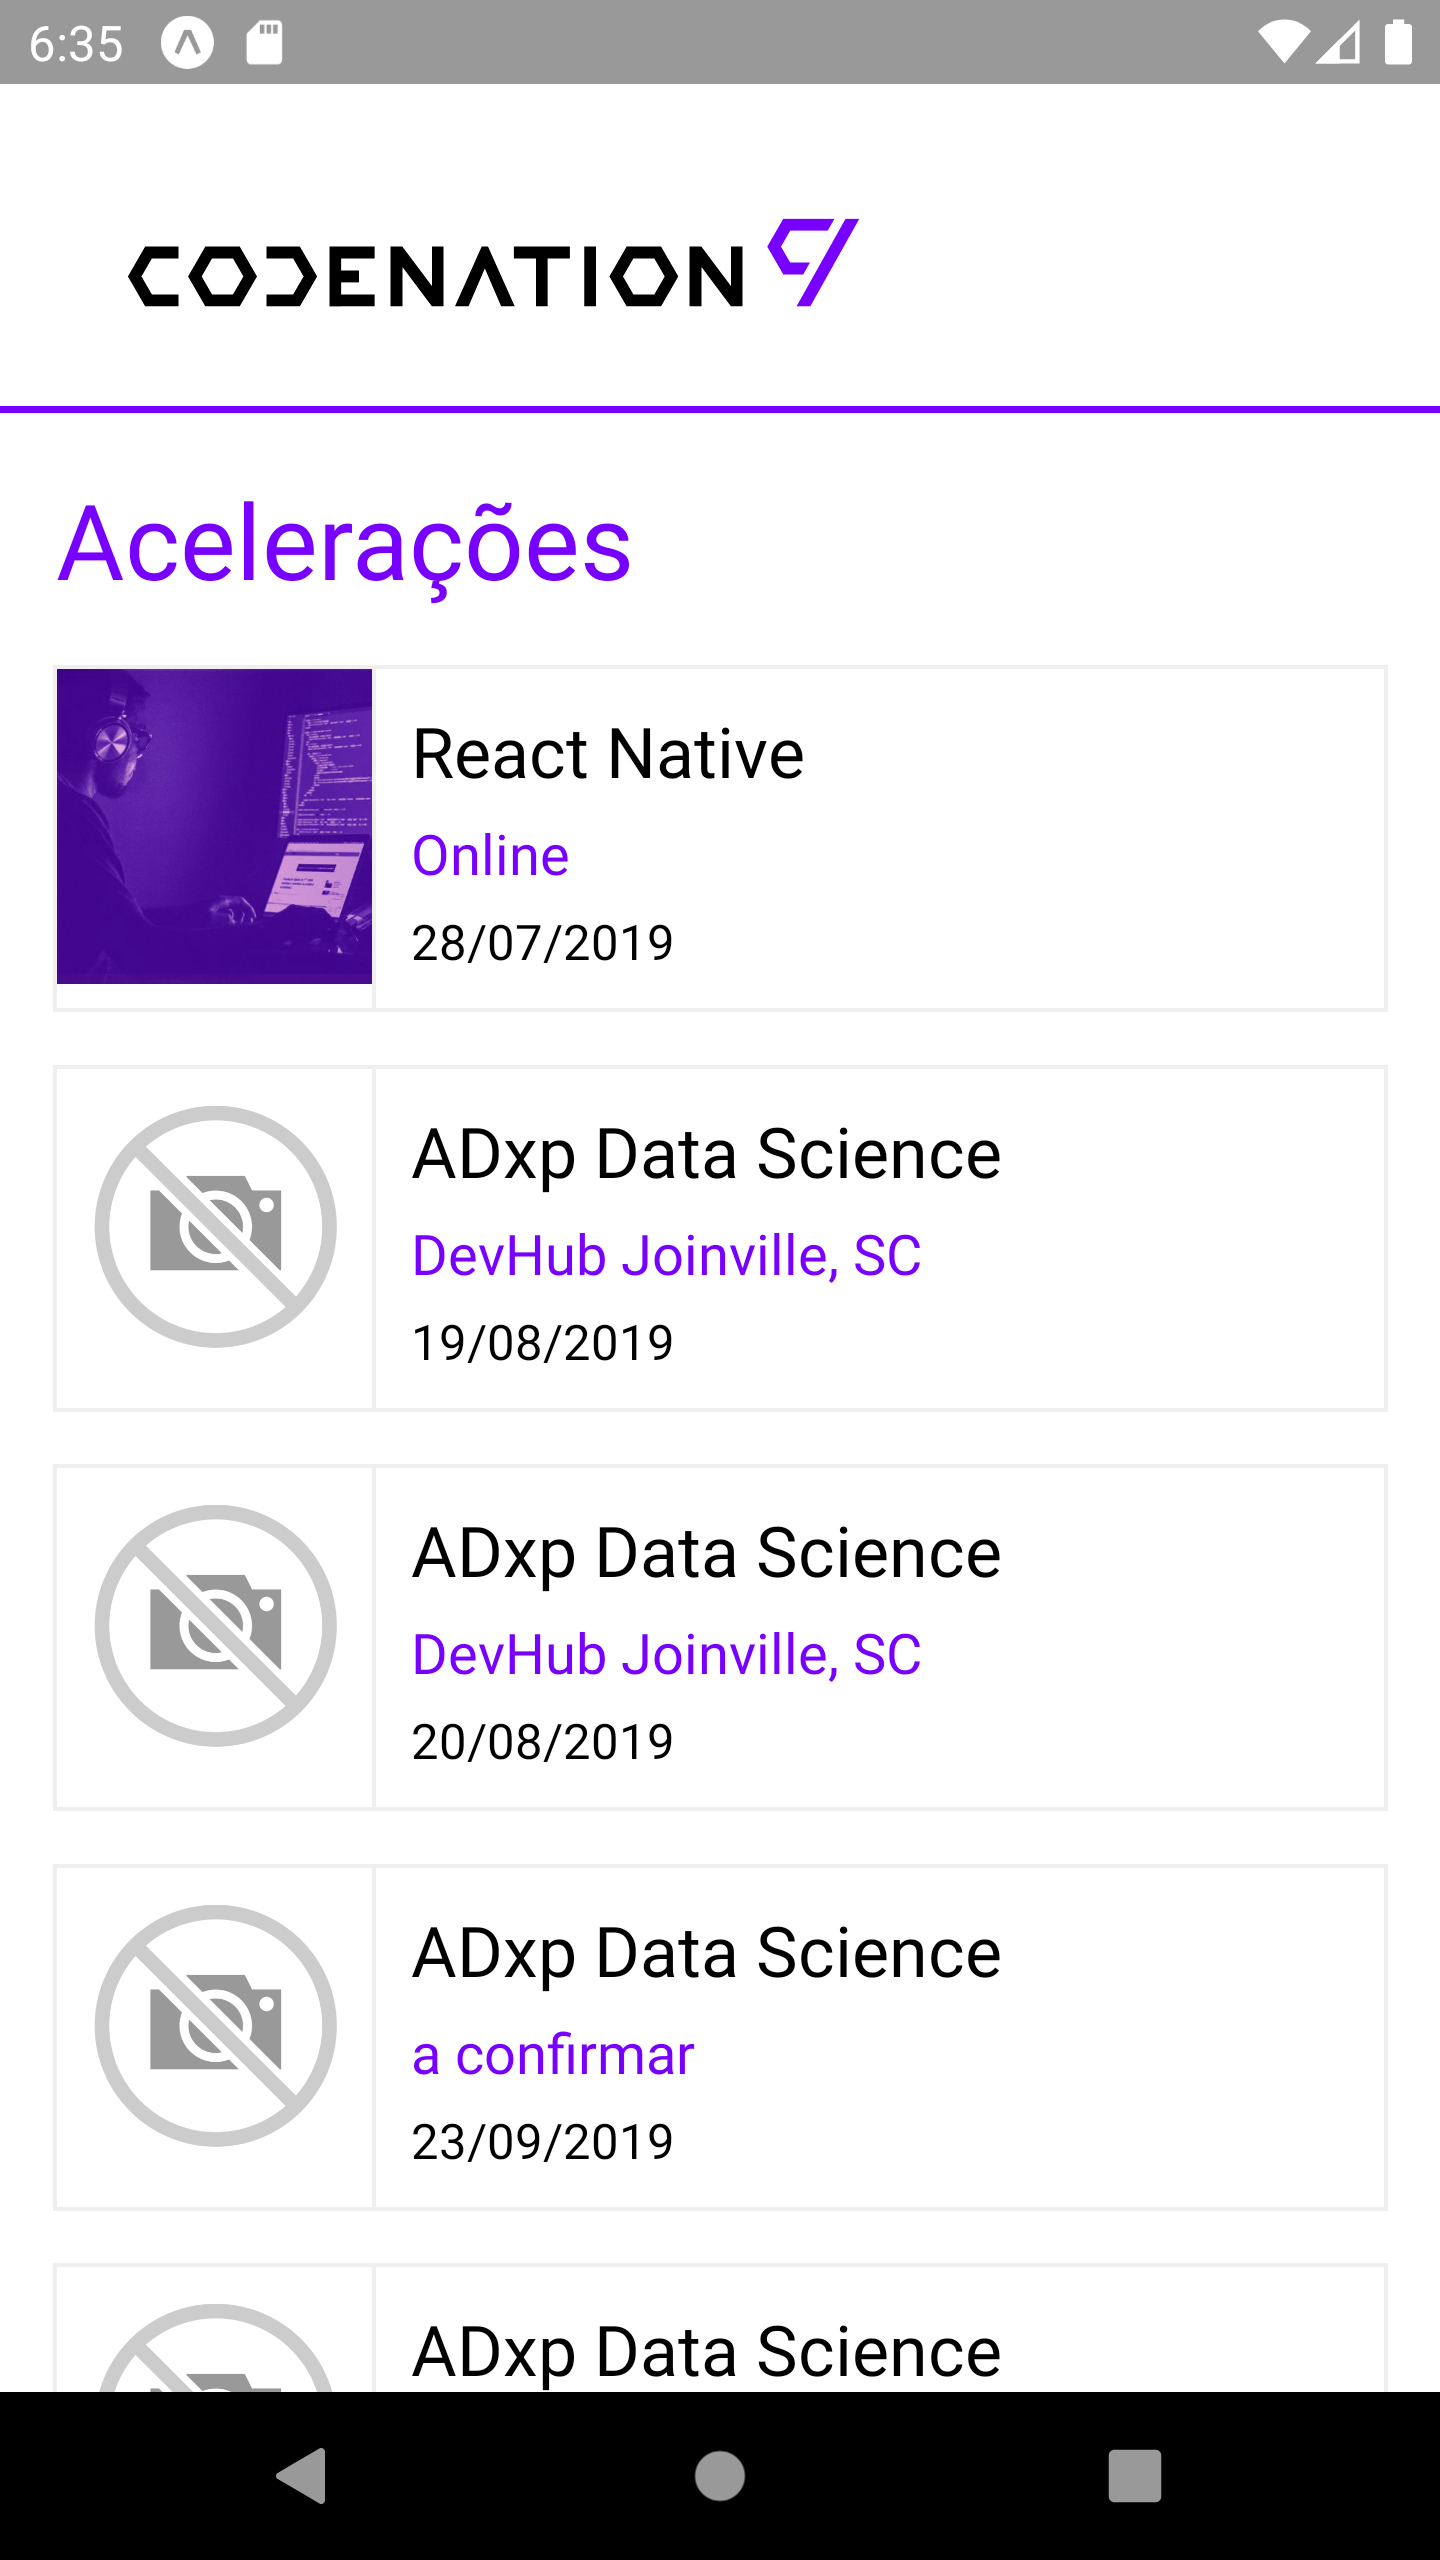 6:35
CODENATION
Acelerações
React Native
Online
28/07/2019
ADxp Data Science
DevHub Joinville, SC
19/08/2019
ADxp Data Science
DevHub Joinville, SC
20/08/2019
ADxp Data Science
a confirmar
23/09/2019
ADxp Data Science